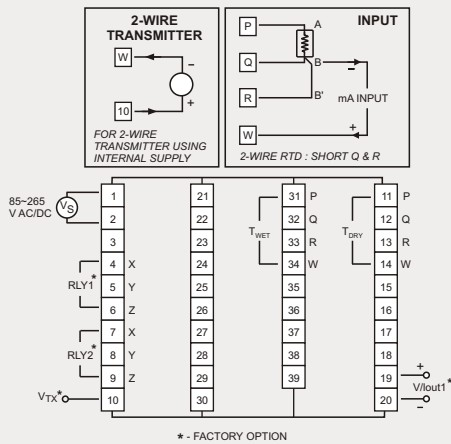 2-WIRE
TRANSMITTER
W
−
+
10
FOR 2-WIRE
TRANSMITTER USING
INTERNAL SUPPLY
INPUT
P
A
Q
B
−
R
B'
mA INPUT
W
+
2-WIRE RTD : SHORT Q & R
85~265
V AC/DC
VS
1
2
3
4 X
RLY1*
5 Y
6 Z
7 X
RLY2*
8 Y
9 Z
VTX*
10
21
22
23
24
25
26
27
28
29
30
TWET
31 P
32 Q
33 R
34 W
35
36
37
38
39
TDRY
11 P
12 Q
13 R
14 W
15
16
17
18
19
20
+
V/Iout1*
−
* - FACTORY OPTION